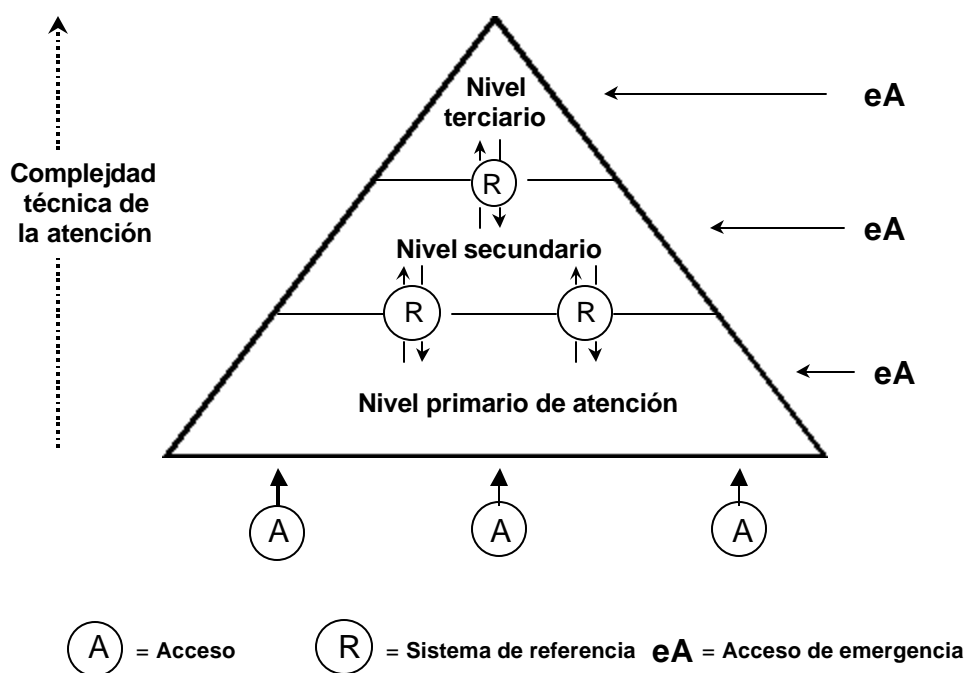 Nivel
terciario
eA
R
Complejdad
técnica de
la atención
eA
Nivel secundario
R
R
eA
Nivel primario de atención
A
A
A
A = Acceso
R = Sistema de referencia
eA = Acceso de emergencia